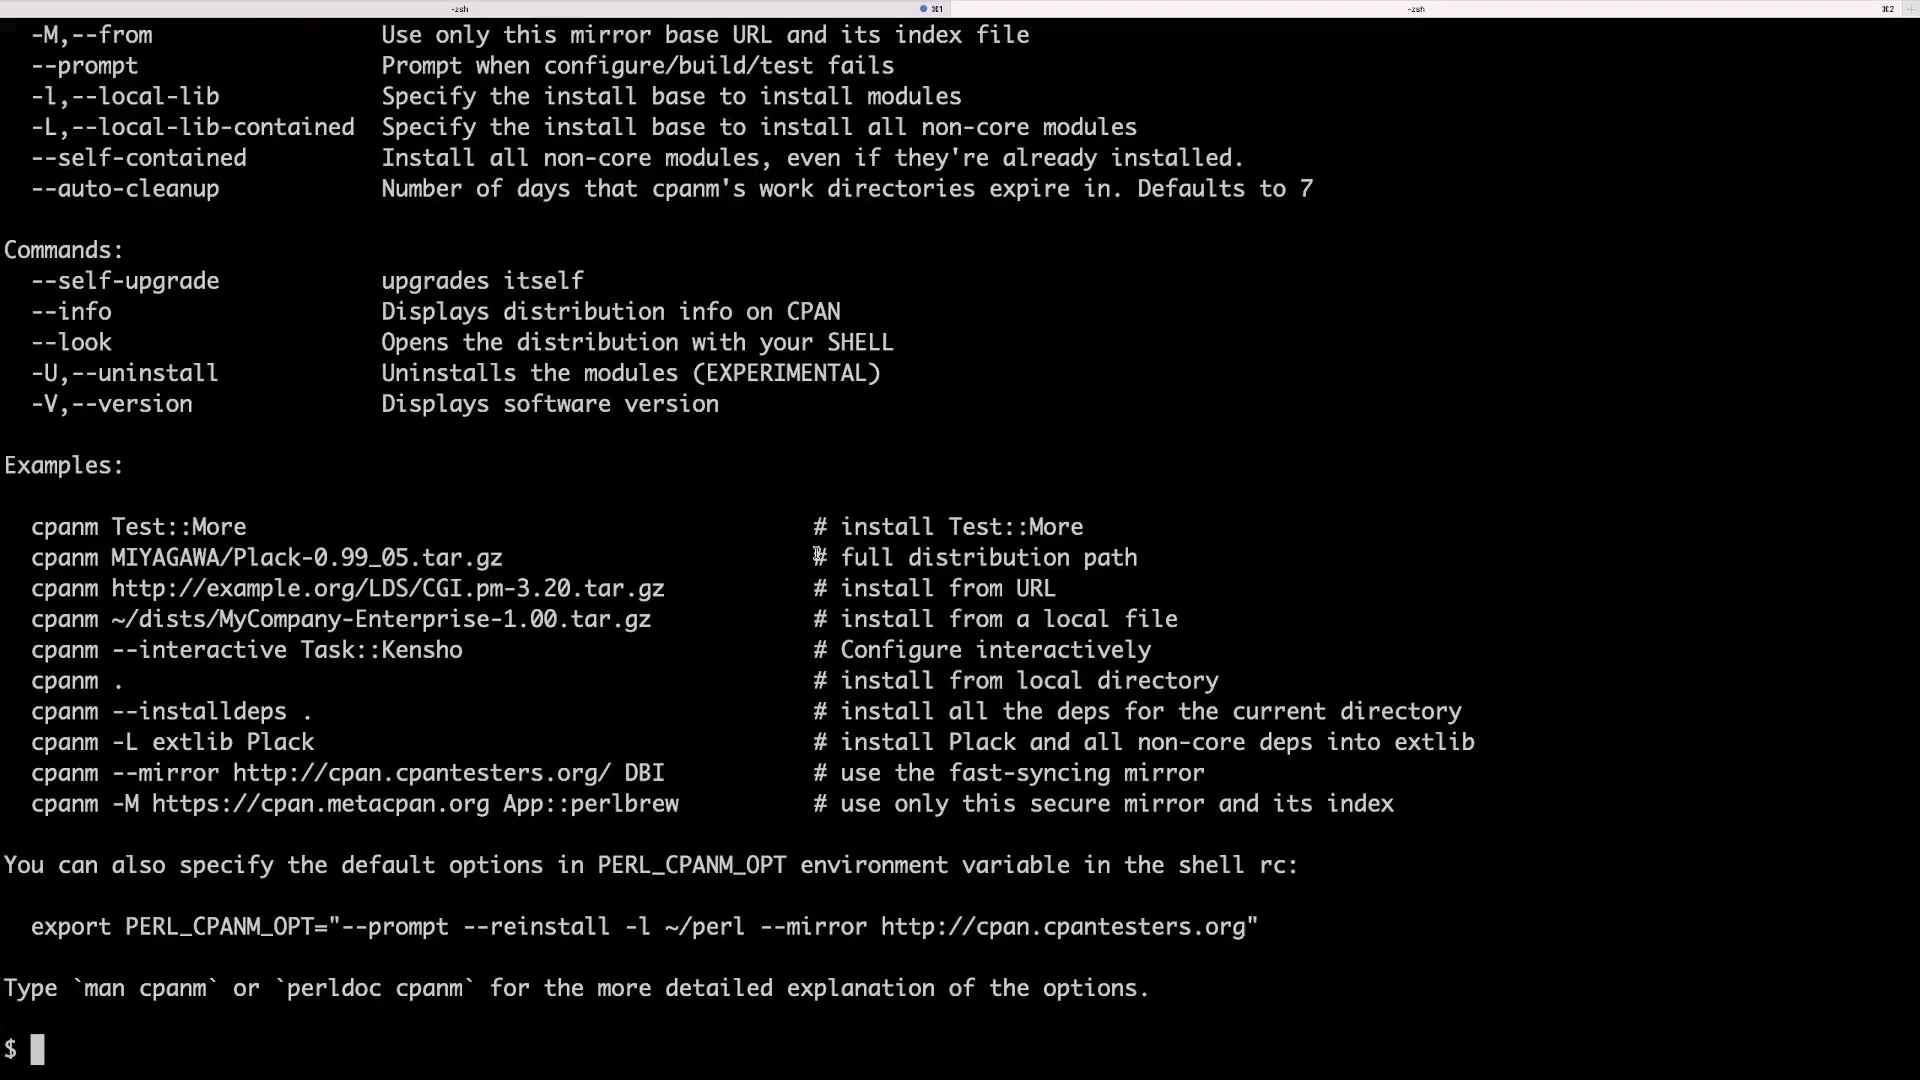 -zsh ⌘1 -zsh ⌘2
-M,--from Use only this mirror base URL and its index file
--prompt Prompt when configure/build/test fails
-l,--local-lib Specify the install base to install modules
-L,--local-lib-contained Specify the install base to install all non-core modules
--self-contained Install all non-core modules, even if they're already installed.
--auto-cleanup Number of days that cpanm's work directories expire in. Defaults to 7
Commands:
--self-upgrade upgrades itself
--info Displays distribution info on CPAN
--look Opens the distribution with your SHELL
-U,--uninstall Uninstalls the modules (EXPERIMENTAL)
-V,--version Displays software version
Examples:
cpanm Test::More # install Test::More
cpanm MIYAGAWA/Plack-0.99_05.tar.gz # full distribution path
cpanm http://example.org/LDS/CGI.pm-3.20.tar.gz # install from URL
cpanm ~/dists/MyCompany-Enterprise-1.00.tar.gz # install from a local file
cpanm --interactive Task::Kensho # Configure interactively
cpanm . # install from local directory
cpanm --installdeps . # install all the deps for the current directory
cpanm -L extlib Plack # install Plack and all non-core deps into extlib
cpanm --mirror http://cpan.cpantesters.org/ DBI # use the fast-syncing mirror
cpanm -M https://cpan.metacpan.org App::perlbrew # use only this secure mirror and its index
You can also specify the default options in PERL_CPANM_OPT environment variable in the shell rc:
export PERL_CPANM_OPT="--prompt --reinstall -l ~/perl --mirror http://cpan.cpantesters.org"
Type `man cpanm` or `perldoc cpanm` for the more detailed explanation of the options.
$